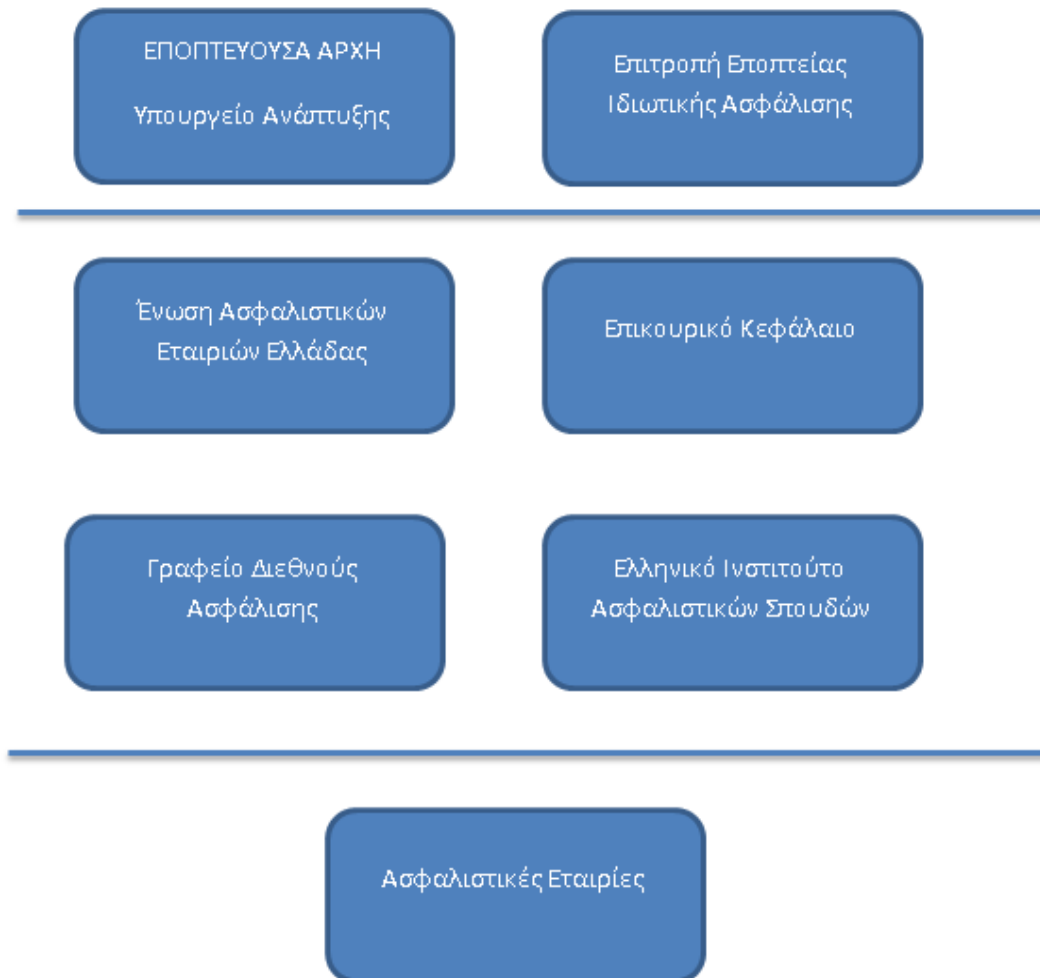 ΕΠΟΠΤΕΥΟΥΣΑ ΑΡΧΗ
Υπουργείο Ανάπτυξης
Επιτροπή Εποπτείας
Ιδιωτικής Ασφάλισης
Ένωση Ασφαλιστικών
Εταιριών Ελλάδας
Επικουρικό Κεφάλαιο
Γραφείο Διεθνούς
Ασφάλισης
Ελληνικό Ινστιτούτο
Ασφαλιστικών Σπουδών
Ασφαλιστικές Εταιρίες